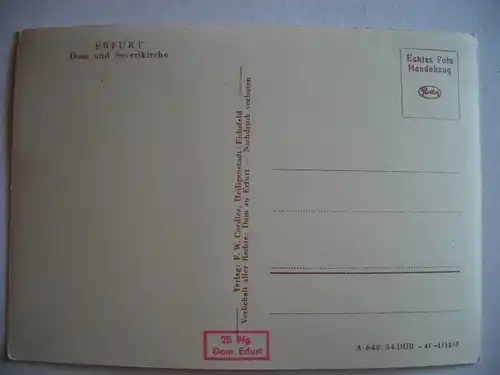 ERFURT
Dom und Severikirche
Echtes Foto
Handabzug
Verlag: F. W. Cordier, Heiligenstadt, Eichsfeld
Vorbehalt aller Rechte: Dom zu Erfurt — Nachdruck verboten
25 Pfg
Dom Erfurt